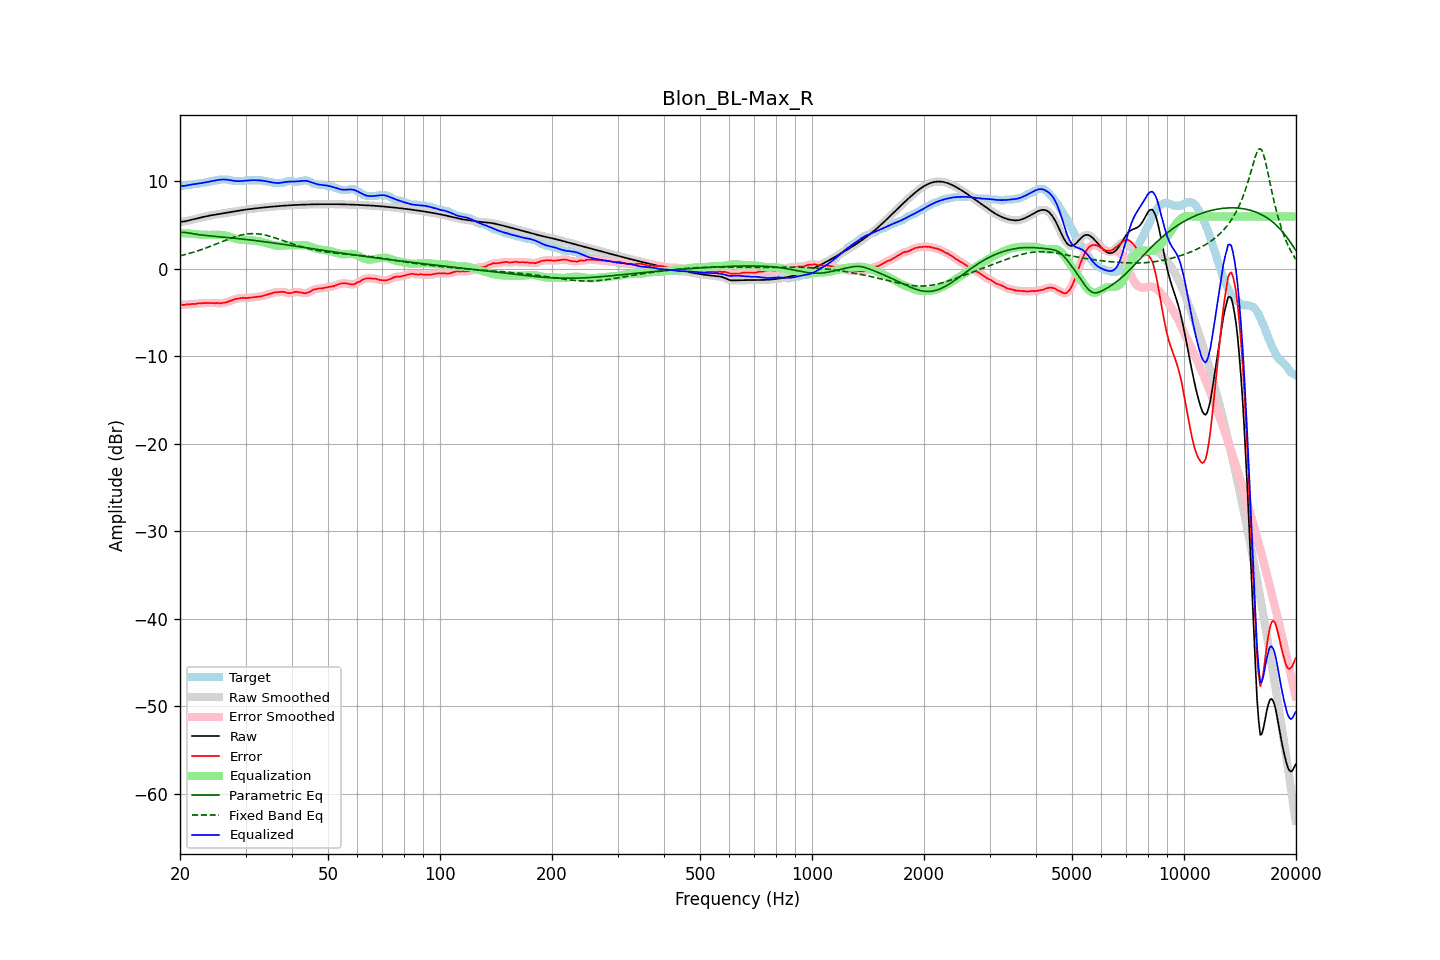 Blon_BL-Max_R
Amplitude (dBr)
10
0
−10
−20
−30
−40
−50
−60
Target
Raw Smoothed
Error Smoothed
Raw
Error
Equalization
Parametric Eq
Fixed Band Eq
Equalized
20 50 100 200 500 1000 2000 5000 10000 20000
Frequency (Hz)